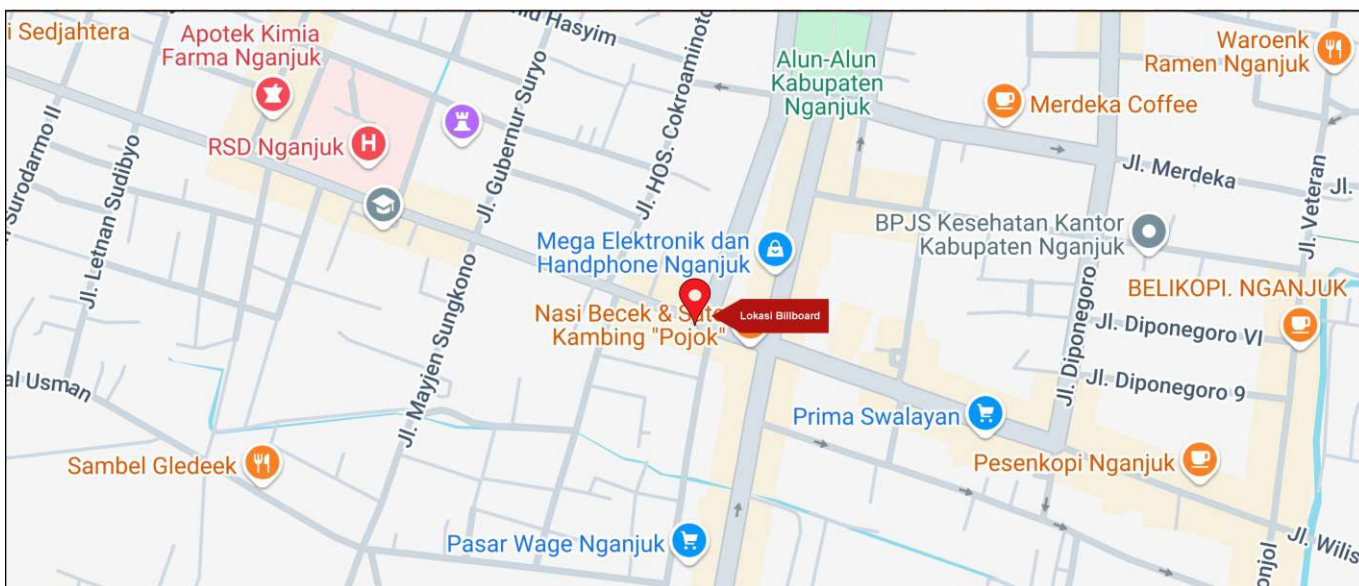 i Sedjahtera
Apotek Kimia
Farma Nganjuk
RSD Nganjuk
H
Hasyim
Jl. Gubernur Suryo
Jl. HOS. Cokroaminoto
Alun-Alun
Kabupaten
Nganjuk
Merdeka Coffee
Waroenk
Ramen Nganjuk
Jl. Merdeka
Jl.
Jl. Veteran
Surodarmo II
Jl. Letnan Sudibyo
Mega Elektronik dan
Handphone Nganjuk
BPJS Kesehatan Kantor
Kabupaten Nganjuk
Lokasi Billboard
Nasi Becek &
Kambing "Pojok"
BELIKOPI. NGANJUK
Jl. Diponegoro VI
Jl. Diponegoro
Jl. Diponegoro 9
al Usman
Jl. Mayjen Sungkono
Prima Swalayan
Sambel Gledeek
Pesenkopi Nganjuk
Pasar Wage Nganjuk
Jl. Wilis
onjol